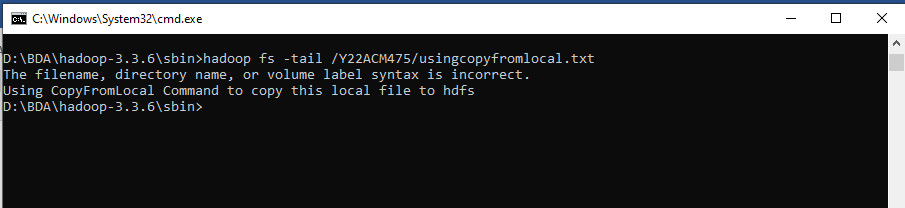 C:\Windows\System32\cmd.exe
D:\BDA\hadoop-3.3.6\sbin>hadoop fs -tail /Y22ACM475/usingcopyfromlocal.txt
The filename, directory name, or volume label syntax is incorrect.
Using CopyFromLocal Command to copy this local file to hdfs
D:\BDA\hadoop-3.3.6\sbin>